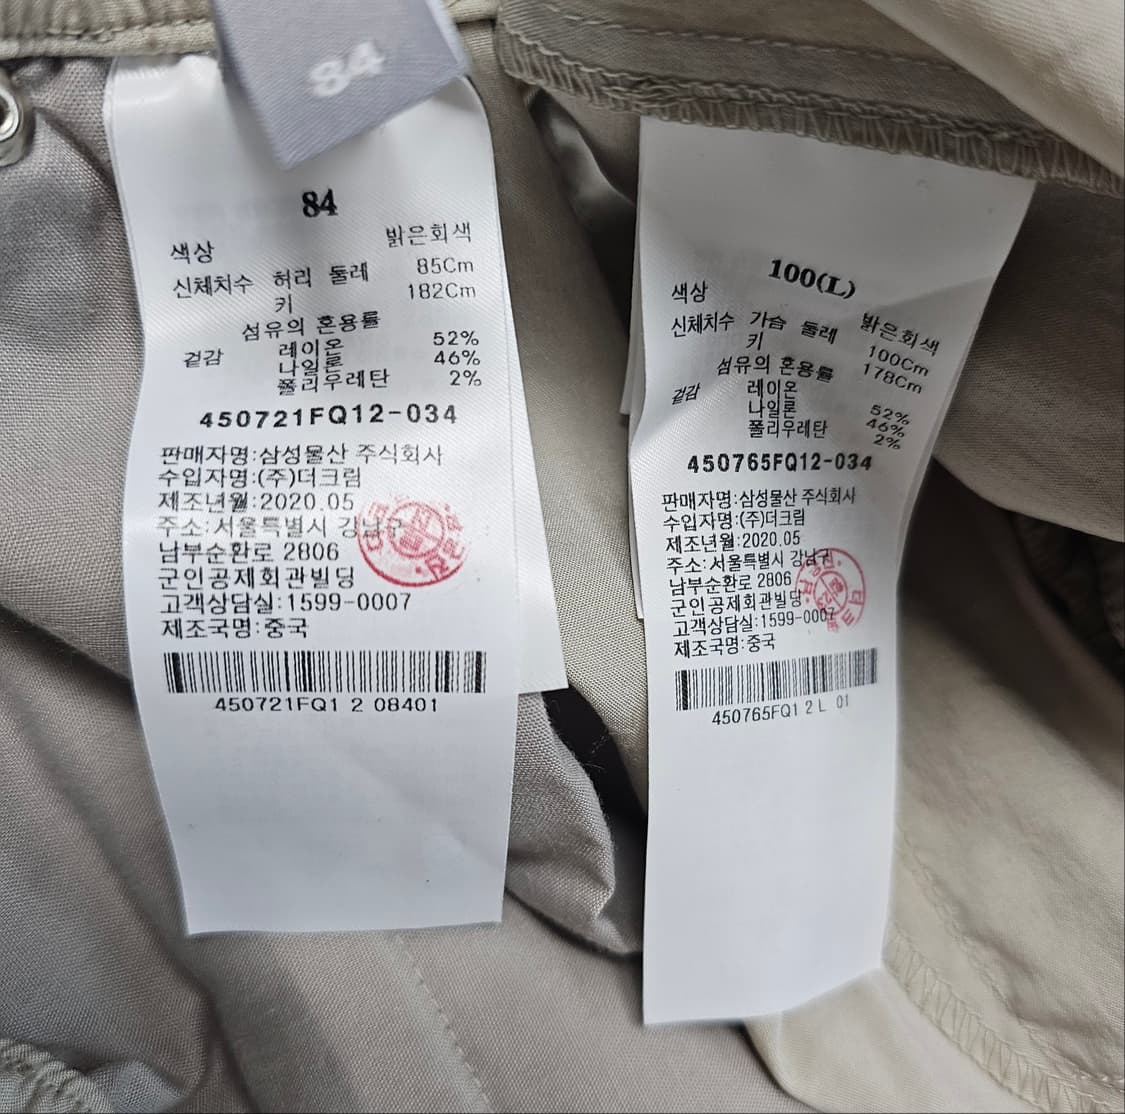 84
84
색상 밝은회색
신체치수 허리 둘레 85Cm
키 182Cm
섬유의 혼용률
겉감 레이온 52%
나일론 46%
폴리우레탄 2%
450721FQ12-034
판매자명:삼성물산 주식회사
수입자명:(주)더크림
제조년월:2020.05
주소:서울특별시 강남구
남부순환로 2806
군인공제회관빌딩
고객상담실:1599-0007
제조국명:중국
450721FQ1 2 08401
100(L)
색상 밝은회색
신체치수 가슴 둘레 100Cm
키 178Cm
섬유의 혼용률
겉감 레이온 52%
나일론 46%
폴리우레탄 2%
450765FQ12-034
판매자명:삼성물산 주식회사
수입자명:(주)더크림
제조년월:2020.05
주소:서울특별시 강남구
남부순환로 2806
군인공제회관빌딩
고객상담실:1599-0007
제조국명:중국
450765FQ1 2 L 01